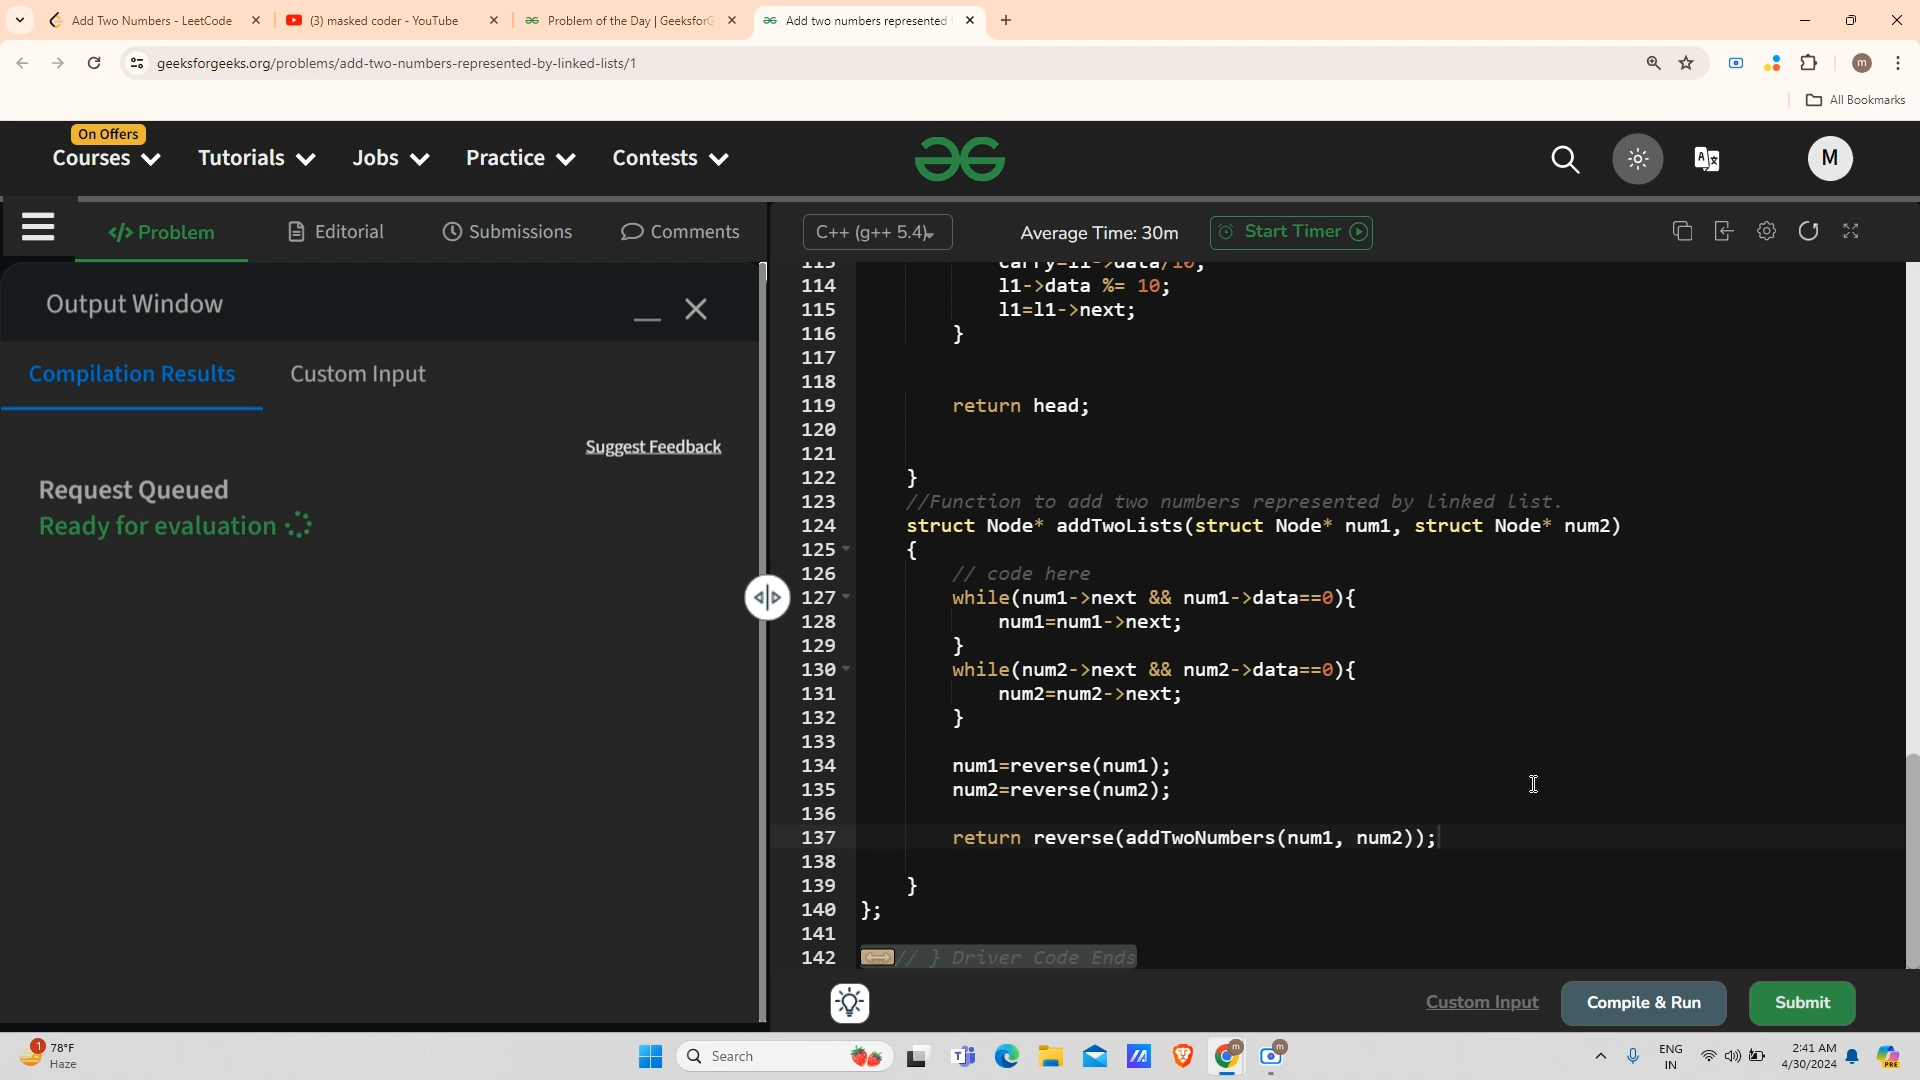 Add Two Numbers - LeetCode
(3) masked coder - YouTube
Problem of the Day | GeeksforG
Add two numbers represented
geeksforgeeks.org/problems/add-two-numbers-represented-by-linked-lists/1
m
All Bookmarks
On Offers
Courses
Tutorials
Jobs
Practice
Contests
M
</> Problem
Editorial
Submissions
Comments
C++ (g++ 5.4)
Average Time: 30m
Start Timer
Output Window
Compilation Results
Custom Input
Suggest Feedback
Request Queued
Ready for evaluation
113 carry=l1->data/10;
114 l1->data %= 10;
115 l1=l1->next;
116 }
117
118
119 return head;
120
121
122 }
123 //Function to add two numbers represented by linked list.
124 struct Node* addTwoLists(struct Node* num1, struct Node* num2)
125 {
126 // code here
127 while(num1->next && num1->data==0){
128 num1=num1->next;
129 }
130 while(num2->next && num2->data==0){
131 num2=num2->next;
132 }
133
134 num1=reverse(num1);
135 num2=reverse(num2);
136
137 return reverse(addTwoNumbers(num1, num2));
138
139 }
140 };
141
142 // } Driver Code Ends
Custom Input
Compile & Run
Submit
1
78°F
Haze
Search
m
m
ENG
IN
2:41 AM
4/30/2024
PRE